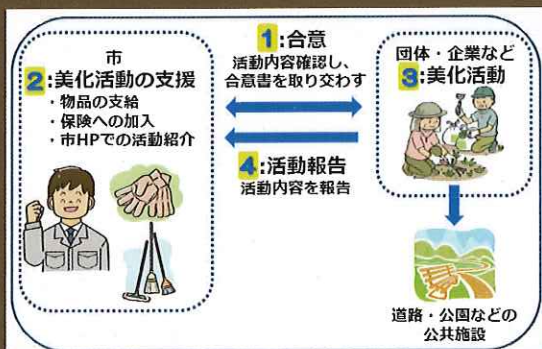 市
2:美化活動の支援
・物品の支給
・保険への加入
・市HPでの活動紹介
1:合意
活動内容確認し、
合意書を取り交わす
4:活動報告
活動内容を報告
団体・企業など
3:美化活動
道路・公園などの
公共施設